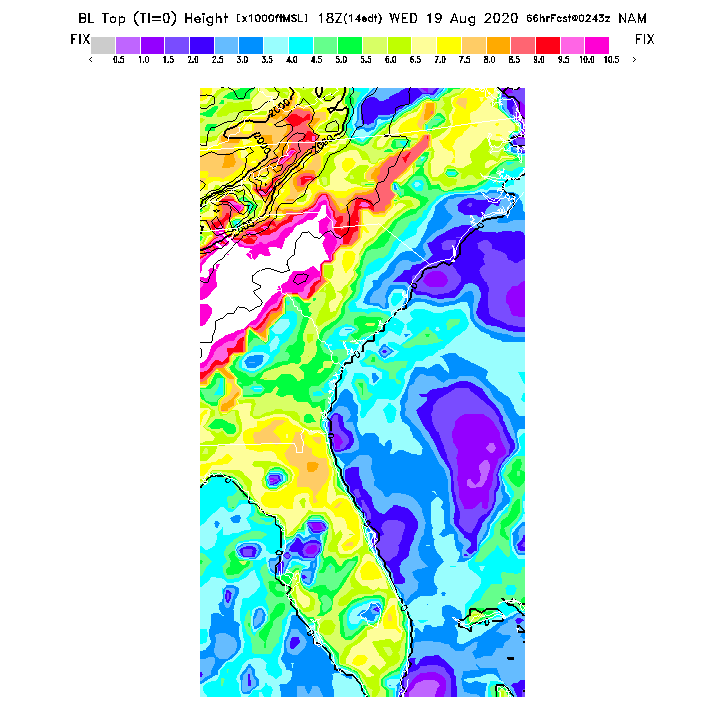 BL Top (TI=0) Height [x1000ftMSL] 18Z(14edt) WED 19 Aug 2020 66hrFcst@0243z NAM
FIX FIX
< 0.5 1.0 1.5 2.0 2.5 3.0 3.5 4.0 4.5 5.0 5.5 6.0 6.5 7.0 7.5 8.0 8.5 9.0 9.5 10.0 10.5 >
2000
2000
2000